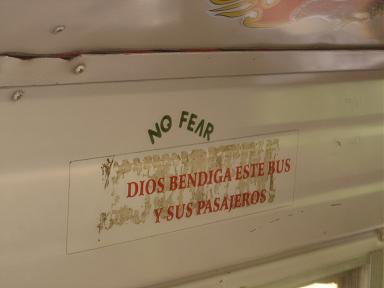 NO FEAR
DIOS BENDIGA ESTE BUS
Y SUS PASAJEROS